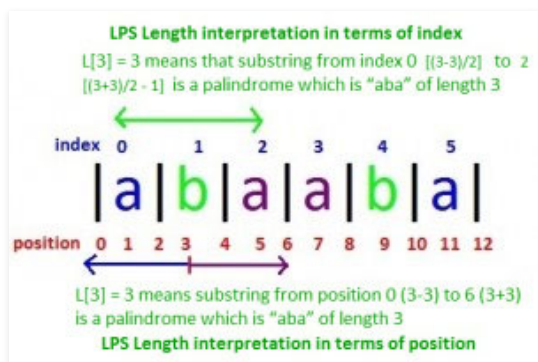 LPS Length interpretation in terms of index
L[3] = 3 means that substring from index 0 [(3-3)/2] to 2
[(3+3)/2 - 1] is a palindrome which is “aba” of length 3
index 0 1 2 3 4 5
|a|b|a|a|b|a|
position 0 1 2 3 4 5 6 7 8 9 10 11 12
L[3] = 3 means substring from position 0 (3-3) to 6 (3+3)
is a palindrome which is “aba” of length 3
LPS Length interpretation in terms of position